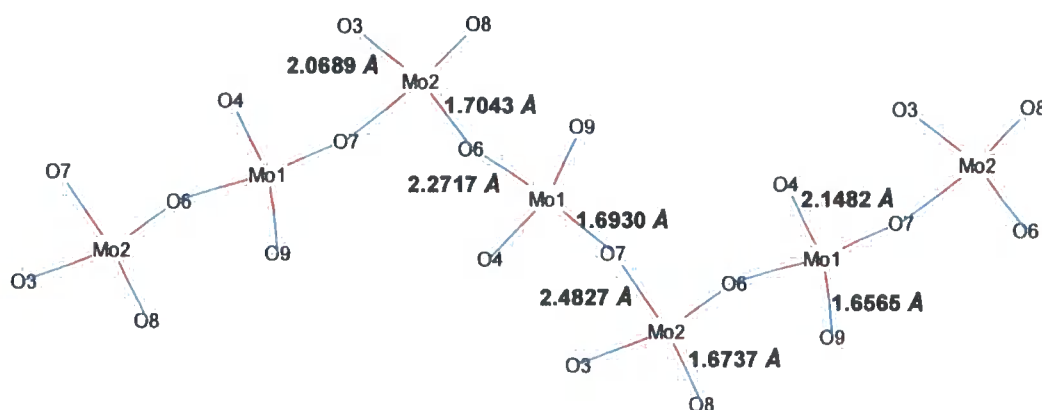 O3
O8
2.0689 Å
Mo2
1.7043 Å
O4
O7
O9
O6
O7
Mo1
2.2717 Å
O6
Mo1
1.6930 Å
Mo2
O3
O9
O8
O4
O7
2.4827 Å
O3
Mo2
1.6737 Å
O8
O6
O4
2.1482 Å
Mo1
1.6565 Å
O9
O7
O3
O8
Mo2
O6